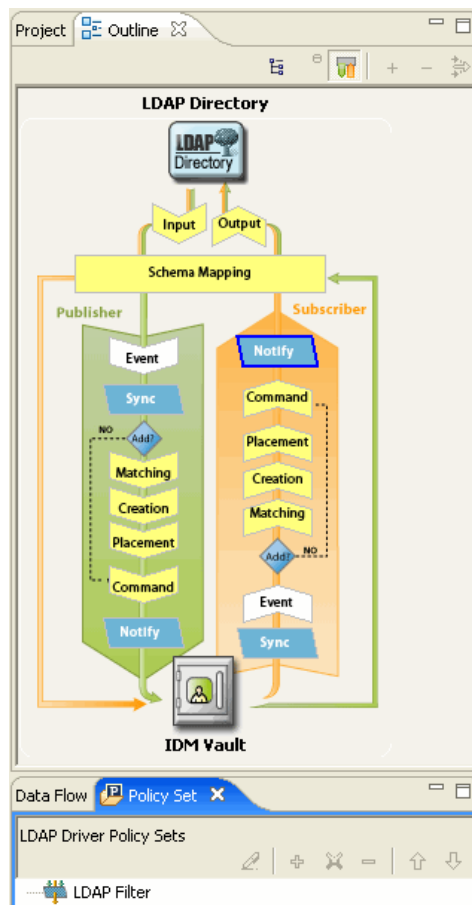 Project Outline
LDAP Directory
LDAP
Directory
Input Output
Schema Mapping
Publisher Subscriber
Event
Sync
Add?
NO
Matching
Creation
Placement
Command
Notify
Notify
Command
Placement
Creation
Matching
Add?
NO
Event
Sync
IDM Vault
Data Flow Policy Set
LDAP Driver Policy Sets
LDAP Filter